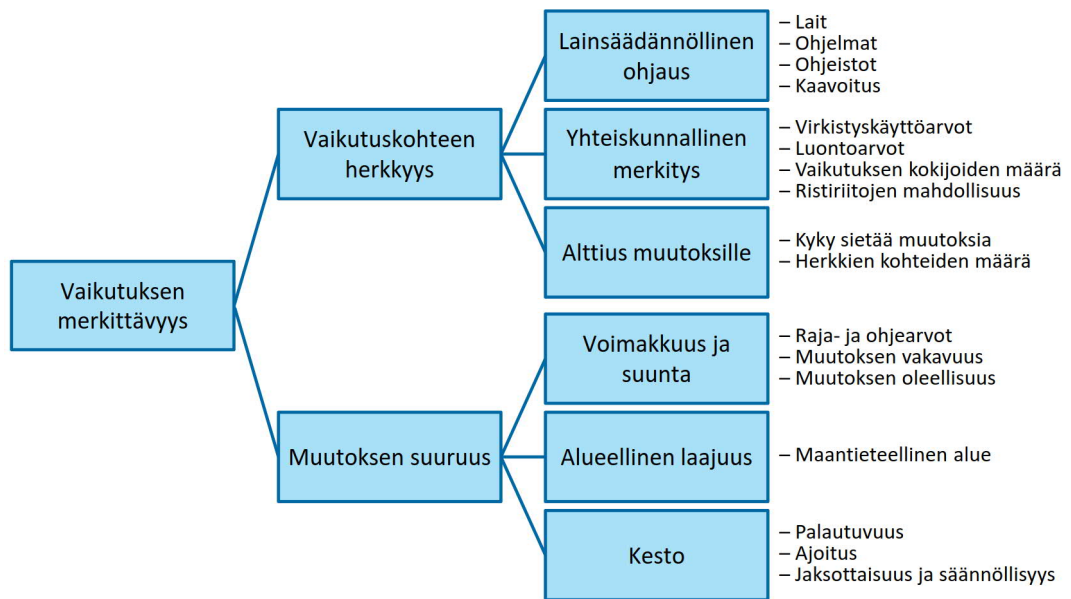 Vaikutuksen
merkittävyys
Vaikutuskohteen
herkkyys
Lainsäädännöllinen
ohjaus
– Lait
– Ohjelmat
– Ohjeistot
– Kaavoitus
Yhteiskunnallinen
merkitys
– Virkistyskäyttöarvot
– Luontoarvot
– Vaikutuksen kokijoiden määrä
– Ristiriitojen mahdollisuus
Alttius muutoksille
– Kyky sietää muutoksia
– Herkkien kohteiden määrä
Muutoksen suuruus
Voimakkuus ja
suunta
– Raja- ja ohjearvot
– Muutoksen vakavuus
– Muutoksen oleellisuus
Alueellinen laajuus
– Maantieteellinen alue
Kesto
– Palautuvuus
– Ajoitus
– Jaksottaisuus ja säännöllisyys